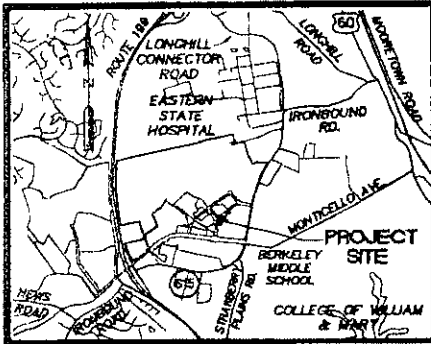 ROUTE 199
LONGHILL
CONNECTOR
ROAD
EASTERN
STATE
HOSPITAL
LONGHILL
ROAD
60
MOORETOWN ROAD
IRONBOUND
RD.
MONTICELLO AVE.
PROJECT
SITE
BERKELEY
MIDDLE
SCHOOL
615
STRAWBERRY
PLAINS RD.
NEWS
ROAD
IRONBOUND
ROAD
COLLEGE OF WILLIAM
& MARY